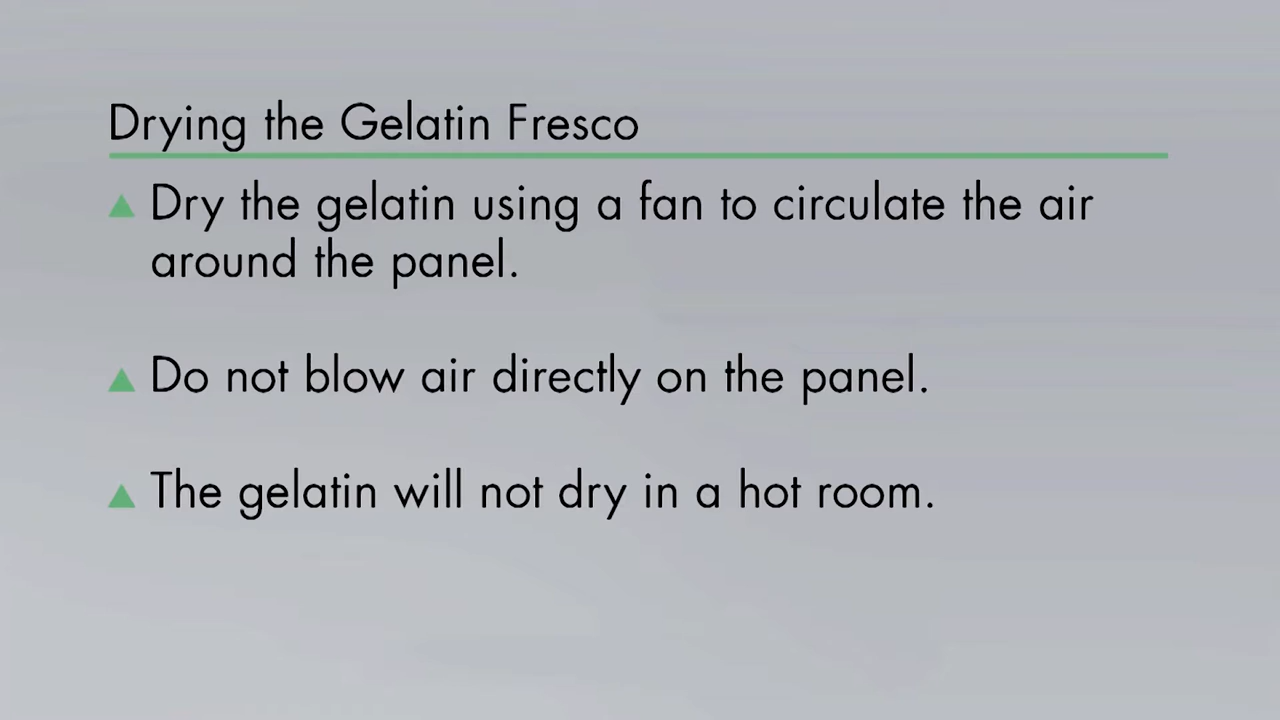 Drying the Gelatin Fresco
Dry the gelatin using a fan to circulate the air
around the panel.
Do not blow air directly on the panel.
The gelatin will not dry in a hot room.